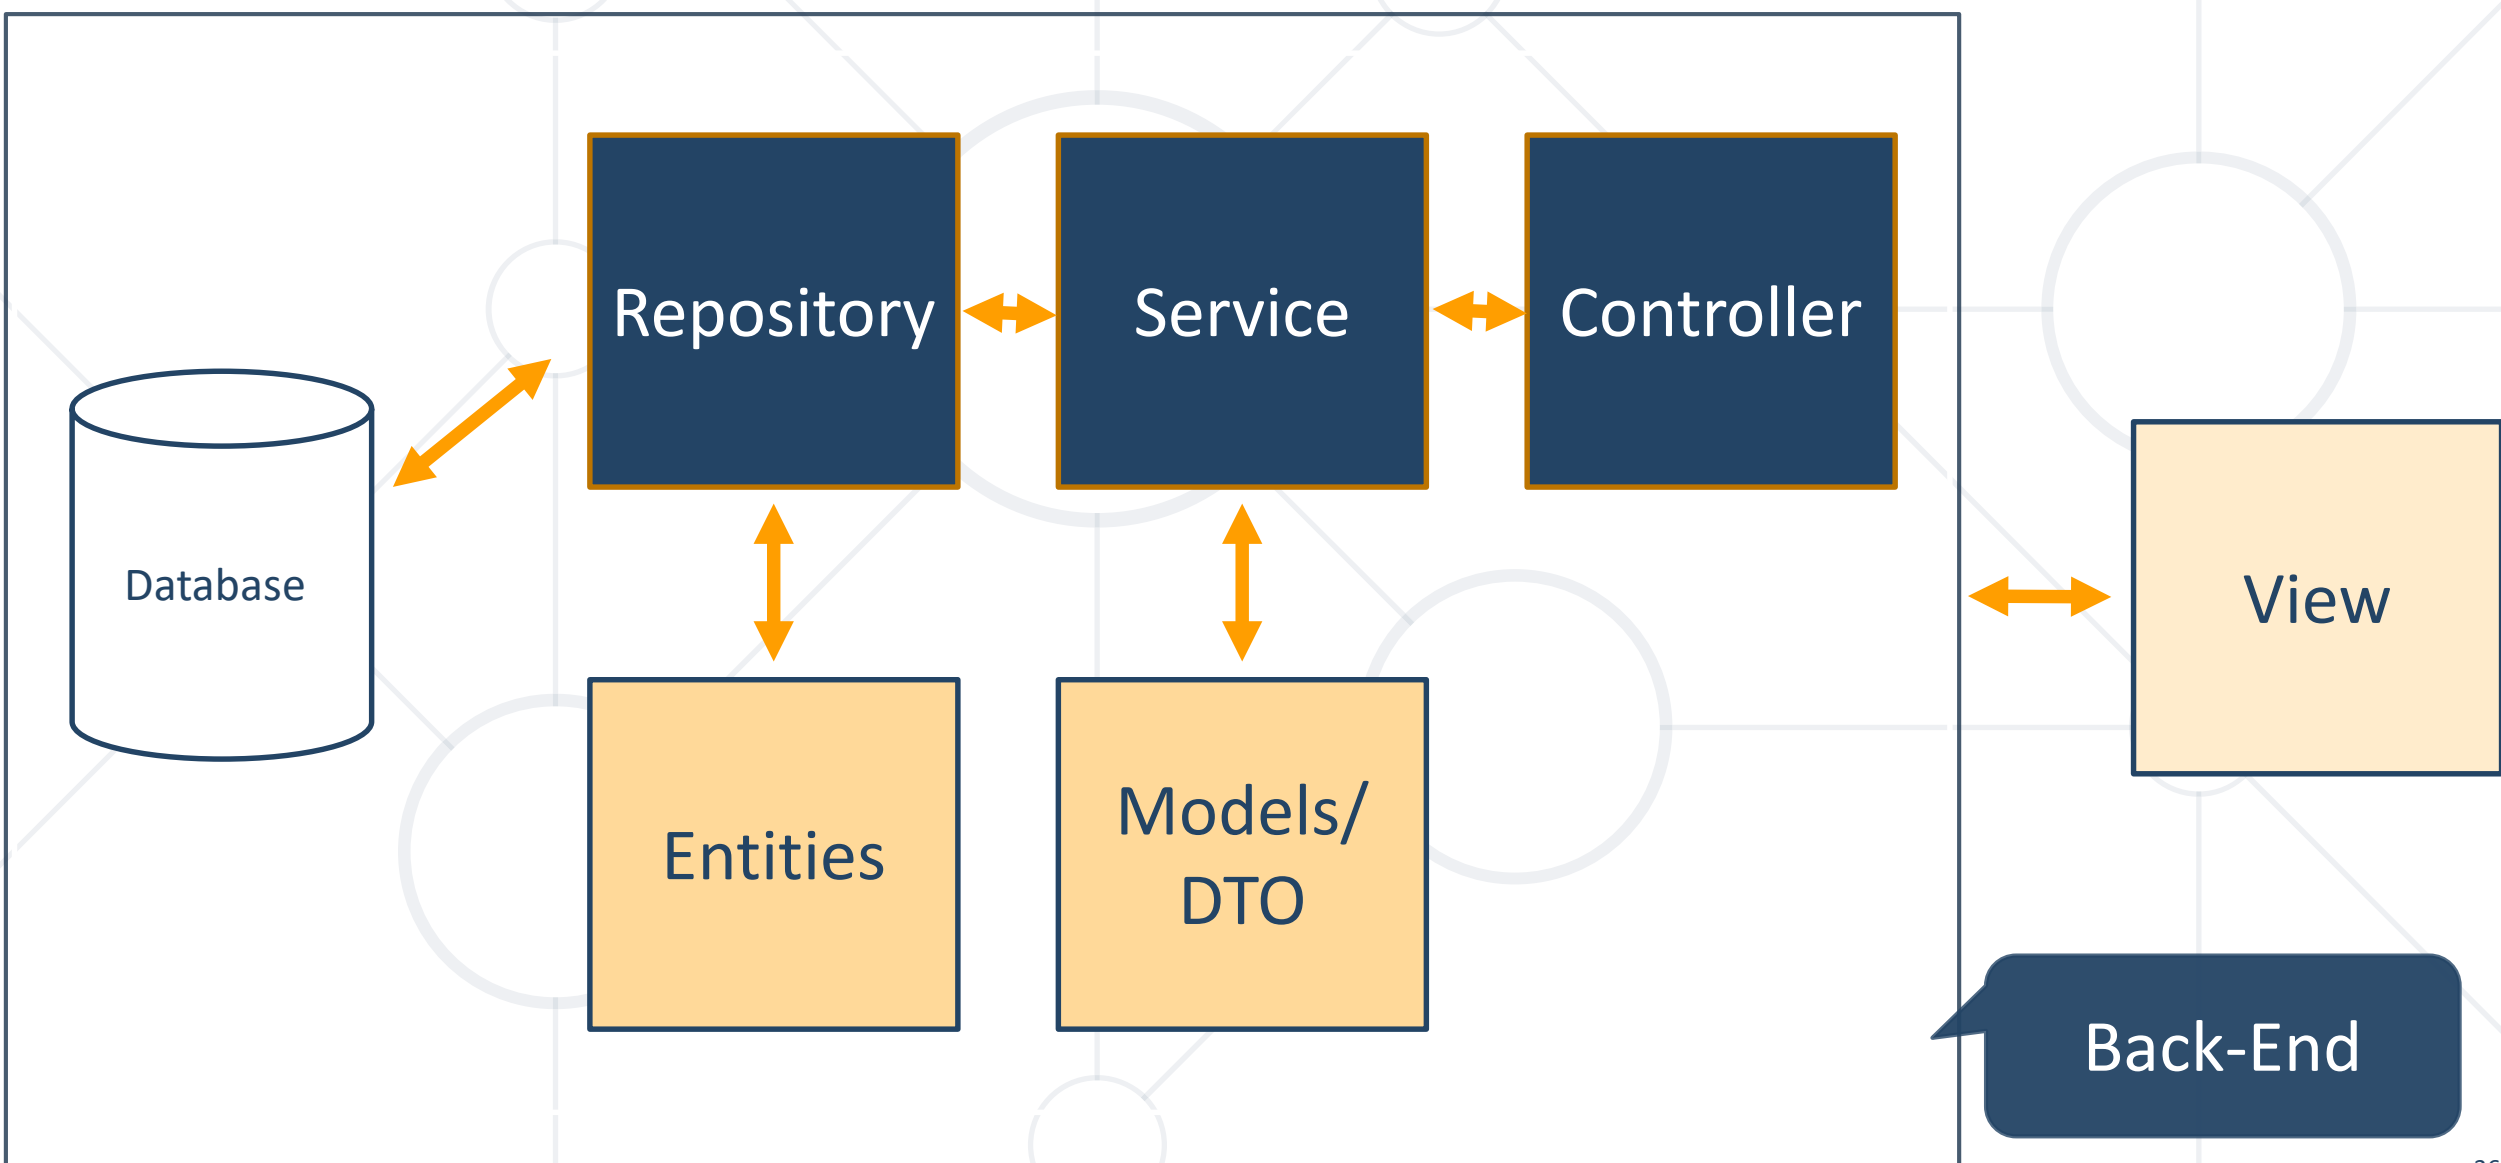 Repository
Service
Controller
Database
View
Entities
Models/
DTO
Back-End